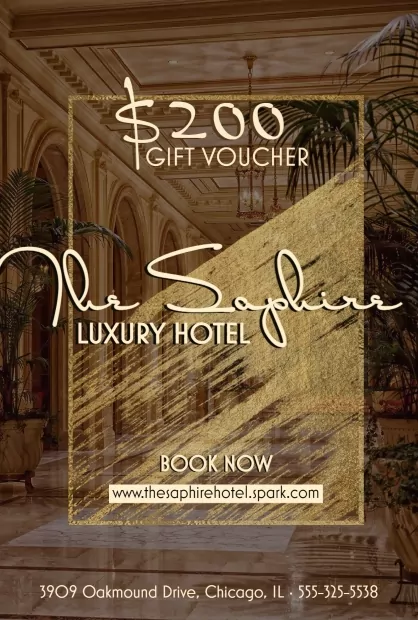 $200
GIFT VOUCHER
The Saphire
LUXURY HOTEL
BOOK NOW
www.thesaphirehotel.spark.com
3909 Oakmound Drive, Chicago, IL · 555-325-5538